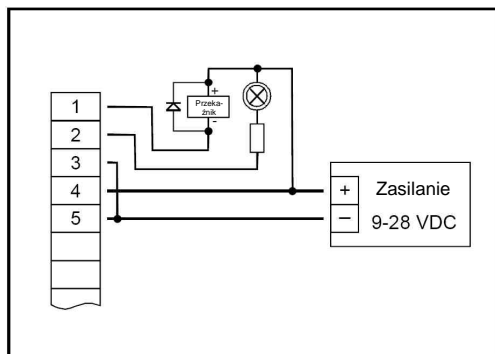 1
2
3
4
5
+
Przeka-
źnik
-
+
Zasilanie
–
9-28 VDC